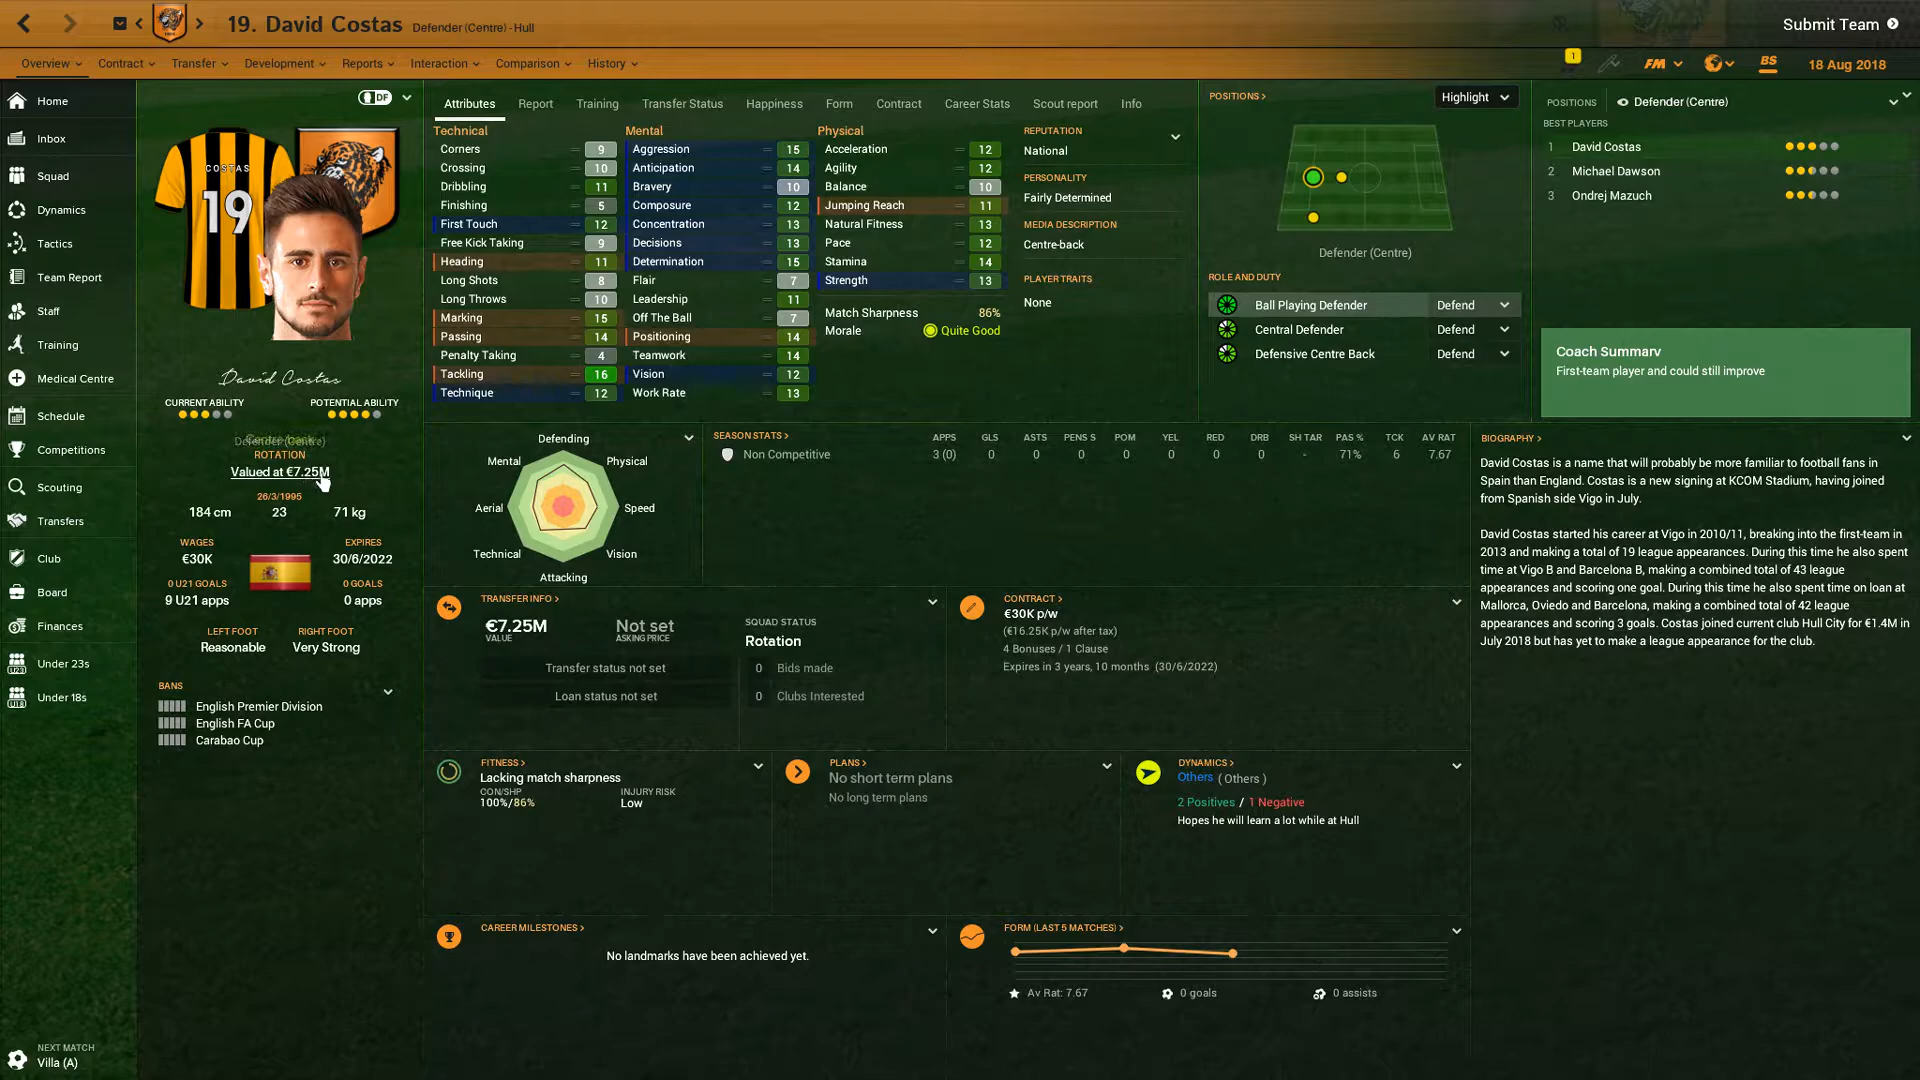 19. David Costas Defender (Centre) - Hull
Submit Team
Overview Contract Transfer Development Reports Interaction Comparison History
1 FM BS 18 Aug 2018
Home
Inbox
Squad
Dynamics
Tactics
Team Report
Staff
Training
Medical Centre
Schedule
Competitions
Scouting
Transfers
Club
Board
Finances
Under 23s
Under 18s
NEXT MATCH
Villa (A)
DF
COSTAS
19
David Costas
CURRENT ABILITY POTENTIAL ABILITY
Defender (Centre)
ROTATION
Valued at €7.25M
26/3/1995
184 cm 23 71 kg
WAGES EXPIRES
€30K 30/6/2022
0 U21 GOALS 0 GOALS
9 U21 apps 0 apps
LEFT FOOT RIGHT FOOT
Reasonable Very Strong
BANS
English Premier Division
English FA Cup
Carabao Cup
Attributes Report Training Transfer Status Happiness Form Contract Career Stats Scout report Info
Technical
Corners 9
Crossing 10
Dribbling 11
Finishing 5
First Touch 12
Free Kick Taking 9
Heading 11
Long Shots 8
Long Throws 10
Marking 15
Passing 14
Penalty Taking 4
Tackling 16
Technique 12
Mental
Aggression 15
Anticipation 14
Bravery 10
Composure 12
Concentration 13
Decisions 13
Determination 15
Flair 7
Leadership 11
Off The Ball 7
Positioning 14
Teamwork 14
Vision 12
Work Rate 13
Physical
Acceleration 12
Agility 12
Balance 10
Jumping Reach 11
Natural Fitness 13
Pace 12
Stamina 14
Strength 13
Match Sharpness 86%
Morale Quite Good
REPUTATION
National
PERSONALITY
Fairly Determined
MEDIA DESCRIPTION
Centre-back
PLAYER TRAITS
None
POSITIONS > Highlight
Defender (Centre)
ROLE AND DUTY
Ball Playing Defender Defend
Central Defender Defend
Defensive Centre Back Defend
POSITIONS Defender (Centre)
BEST PLAYERS
1 David Costas
2 Michael Dawson
3 Ondrej Mazuch
Coach Summary
First-team player and could still improve
Defending
Mental Physical
Aerial Speed
Technical Vision
Attacking
SEASON STATS > APPS GLS ASTS PENS S POM YEL RED DRB SH TAR PAS % TCK AV RAT
Non Competitive 3 (0) 0 0 0 0 0 0 0 - 71% 6 7.67
TRANSFER INFO >
€7.25M Not set
VALUE ASKING PRICE
SQUAD STATUS
Rotation
Transfer status not set 0 Bids made
Loan status not set 0 Clubs Interested
CONTRACT >
€30K p/w
(€16.25K p/w after tax)
4 Bonuses / 1 Clause
Expires in 3 years, 10 months (30/6/2022)
FITNESS >
Lacking match sharpness
CON/SHP INJURY RISK
100%/86% Low
PLANS >
No short term plans
No long term plans
DYNAMICS >
Others ( Others )
2 Positives / 1 Negative
Hopes he will learn a lot while at Hull
CAREER MILESTONES >
No landmarks have been achieved yet.
FORM (LAST 5 MATCHES) >
Av Rat: 7.67 0 goals 0 assists
BIOGRAPHY >
David Costas is a name that will probably be more familiar to football fans in
Spain than England. Costas is a new signing at KCOM Stadium, having joined
from Spanish side Vigo in July.
David Costas started his career at Vigo in 2010/11, breaking into the first-team in
2013 and making a total of 19 league appearances. During this time he also spent
time at Vigo B and Barcelona B, making a combined total of 43 league
appearances and scoring one goal. During this time he also spent time on loan at
Mallorca, Oviedo and Barcelona, making a combined total of 42 league
appearances and scoring 3 goals. Costas joined current club Hull City for €1.4M in
July 2018 but has yet to make a league appearance for the club.